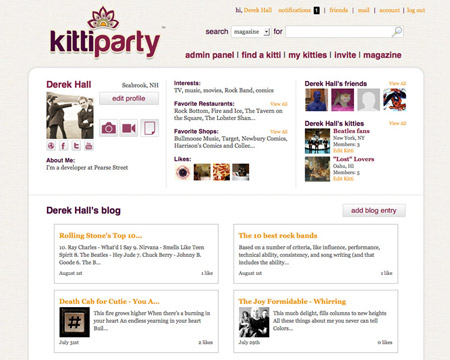 hi, Derek Hall notifications 1 | friends | mail | account | log out
kittiparty™
search magazine for
admin panel | find a kitti | my kitties | invite | magazine
Derek Hall
Seabrook, NH
edit profile
About Me:
I'm a developer at Pearse Street
Interests:
TV, music, movies, Rock Band, comics
Favorite Restaurants: View All
Rock Bottom, Fire and Ice, The Tavern on
the Square, The Lobster Shan...
Favorite Shops: View All
Bullmoose Music, Target, Newbury Comics,
Harrison's Comics and Collec...
Likes:
Derek Hall's friends View All
Derek Hall's kitties View All
Beatles fans
New York, NY
Members: 5
Edit Kitti
"Lost" Lovers
Oahu, HI
Members: 3
Edit Kitti
Derek Hall's blog
add blog entry
Rolling Stone's Top 10...
10. Ray Charles - What'd I Say 9. Nirvana - Smells Like Teen
Spirit 8. The Beatles - Hey Jude 7. Chuck Berry - Johnny B.
Goode 6. The B...
August 1st 1 like
The 10 best rock bands
Based on a number of criteria, like influence, performance,
technical ability, consistency, and song writing (and that
includes the ability...
August 1st 1 like
Death Cab for Cutie - You A...
This fire grows higher When there's a burning in
your heart An endless yearning in your heart
Buil...
July 31st 2 likes
The Joy Formidable - Whirring
This much delight, fills columns to new heights
All these things about me you never can tell
Colors...
July 29th 0 likes